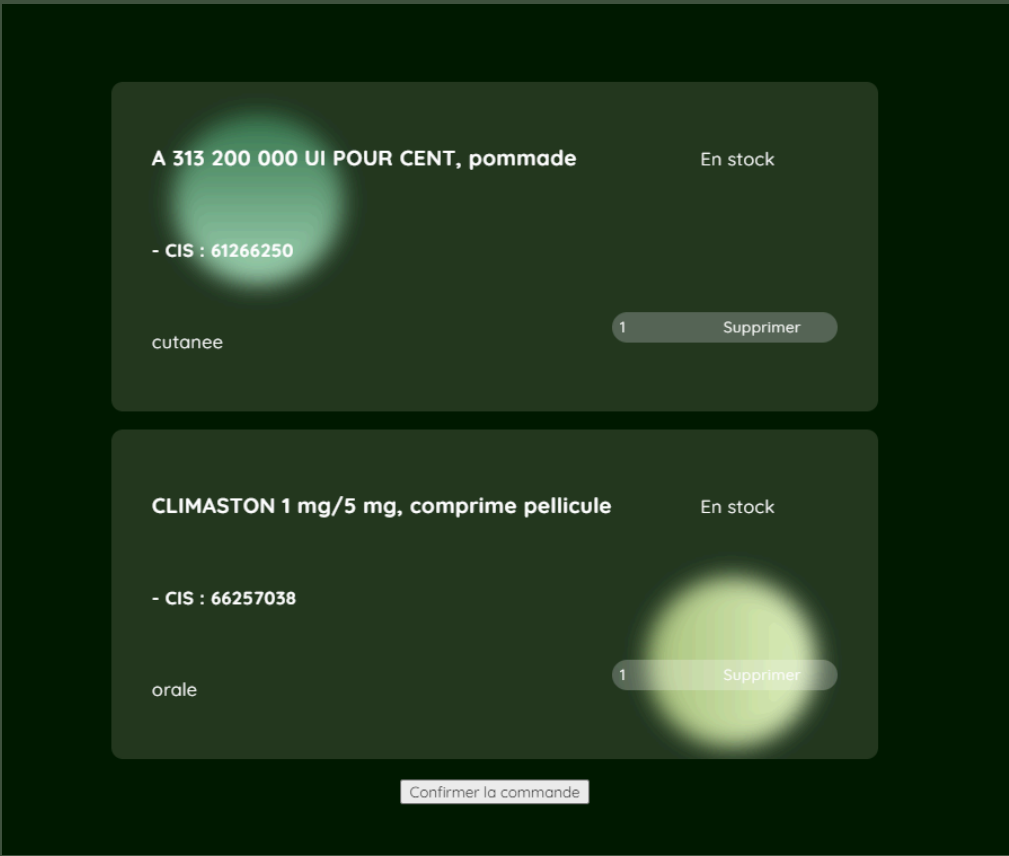 A 313 200 000 UI POUR CENT, pommade
En stock
- CIS : 61266250
1
Supprimer
cutanee
CLIMASTON 1 mg/5 mg, comprime pellicule
En stock
- CIS : 66257038
1
Supprimer
orale
Confirmer la commande